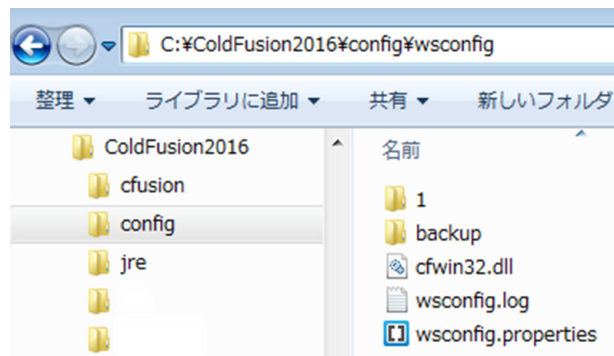 C:¥ColdFusion2016¥config¥wsconfig
整理 ライブラリに追加 共有 新しいフォルダ
ColdFusion2016
cfusion
config
jre
名前
1
backup
cfwin32.dll
wsconfig.log
wsconfig.properties